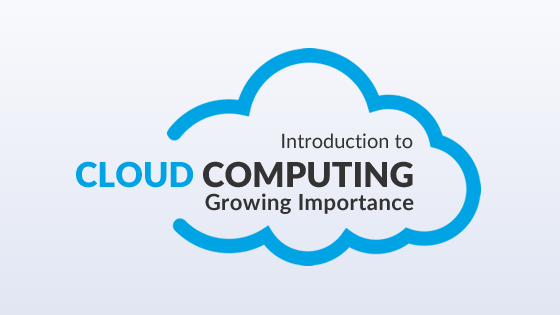 Introduction to
CLOUD COMPUTING
Growing Importance